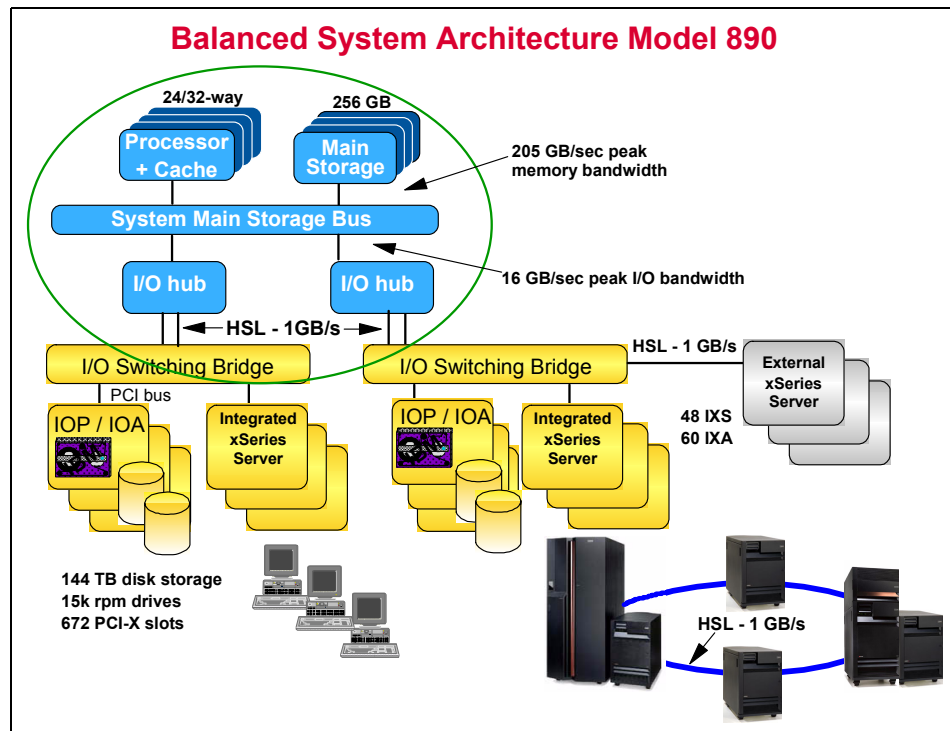 Balanced System Architecture Model 890
24/32-way
256 GB
Processor
+ Cache
Main
Storage
205 GB/sec peak
memory bandwidth
System Main Storage Bus
I/O hub
I/O hub
16 GB/sec peak I/O bandwidth
HSL - 1GB/s
I/O Switching Bridge
I/O Switching Bridge
HSL - 1 GB/s
External
xSeries
Server
PCI bus
IOP / IOA
Integrated
xSeries
Server
IOP / IOA
Integrated
xSeries
Server
48 IXS
60 IXA
144 TB disk storage
15k rpm drives
672 PCI-X slots
HSL - 1 GB/s